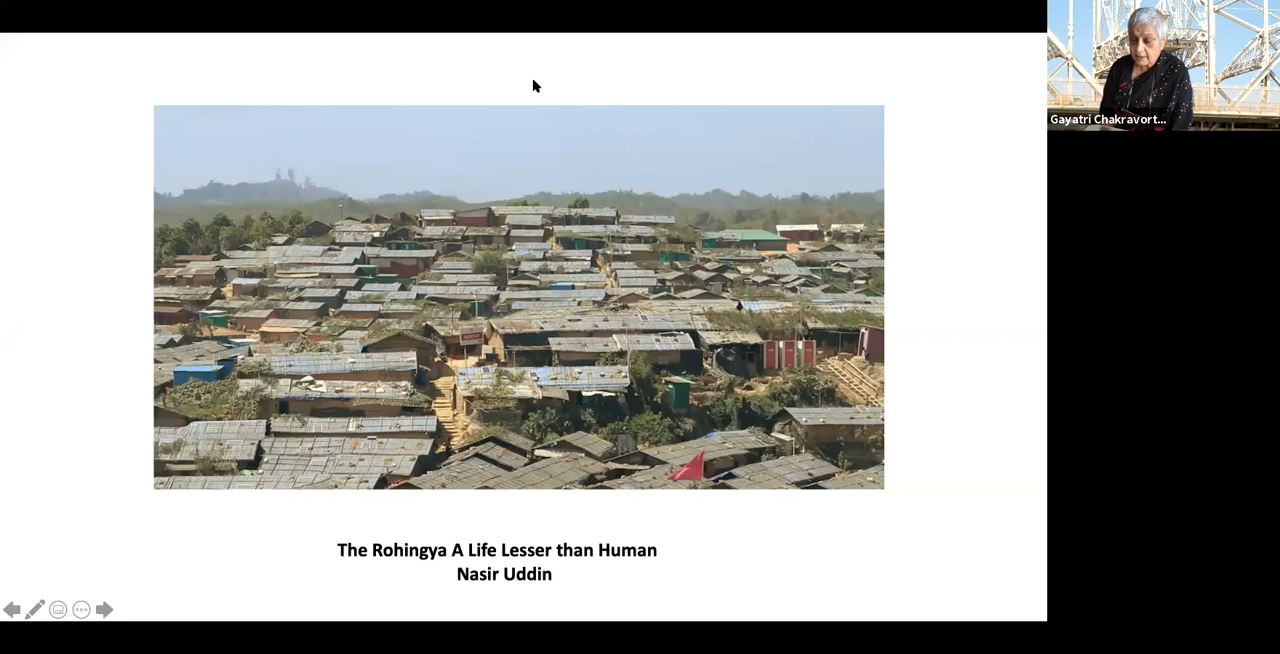 Gayatri Chakravort...
The Rohingya A Life Lesser than Human
Nasir Uddin